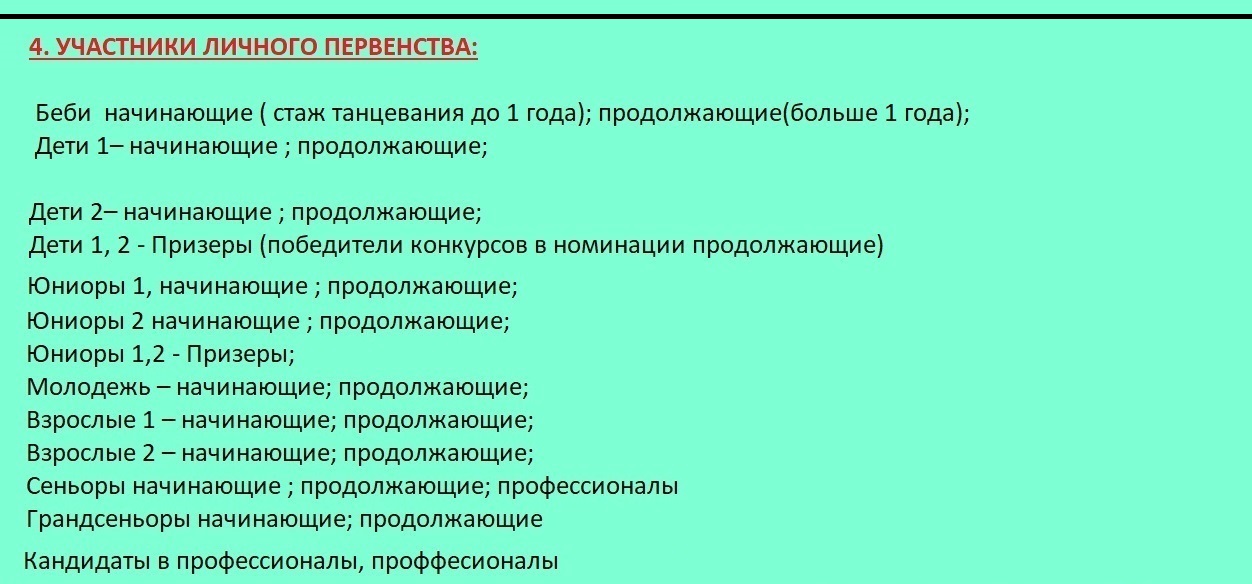 4. УЧАСТНИКИ ЛИЧНОГО ПЕРВЕНСТВА:
Беби начинающие ( стаж танцевания до 1 года); продолжающие(больше 1 года);
Дети 1– начинающие ; продолжающие;
Дети 2– начинающие ; продолжающие;
Дети 1, 2 - Призеры (победители конкурсов в номинации продолжающие)
Юниоры 1, начинающие ; продолжающие;
Юниоры 2 начинающие ; продолжающие;
Юниоры 1,2 - Призеры;
Молодежь – начинающие; продолжающие;
Взрослые 1 – начинающие; продолжающие;
Взрослые 2 – начинающие; продолжающие;
Сеньоры начинающие ; продолжающие; профессионалы
Грандсеньоры начинающие; продолжающие
Кандидаты в профессионалы, проффесионалы